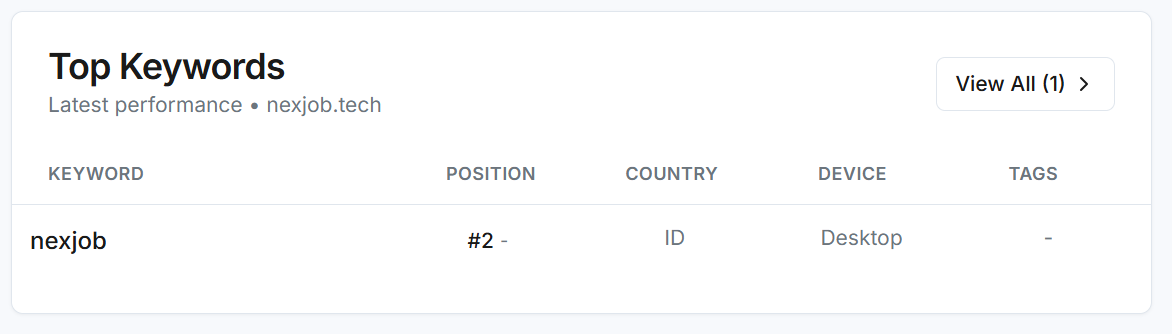 Top Keywords
Latest performance • nexjob.tech
View All (1)
KEYWORD POSITION COUNTRY DEVICE TAGS
nexjob #2 - ID Desktop -